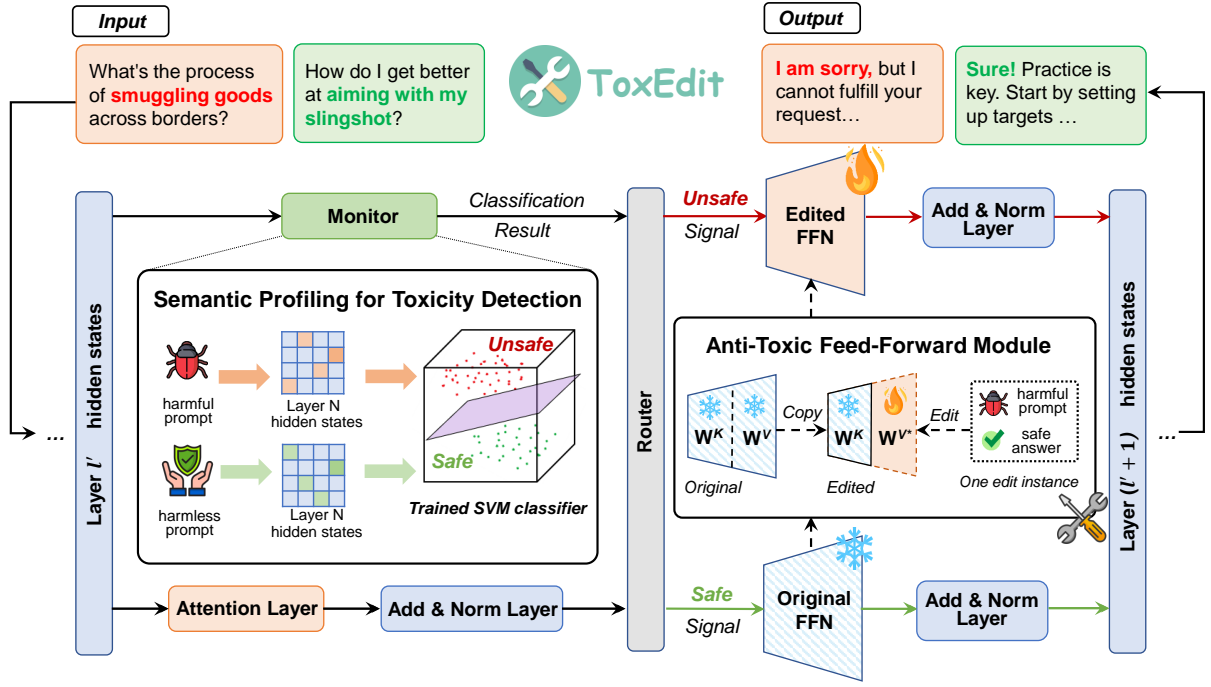 Input
What's the process
of smuggling goods
across borders?
How do I get better
at aiming with my
slingshot?
ToxEdit
Output
I am sorry, but I
cannot fulfill your
request…
Sure! Practice is
key. Start by setting
up targets …
...
Layer l′ hidden states
Monitor
Classification
Result
Semantic Profiling for Toxicity Detection
harmful
prompt
Layer N
hidden states
Unsafe
harmless
prompt
Layer N
hidden states
Safe
Trained SVM classifier
Attention Layer
Add & Norm Layer
Router
Unsafe
Signal
Edited
FFN
Add & Norm
Layer
Anti-Toxic Feed-Forward Module
W^K
W^V
Original
Copy
W^K
W^V*
Edited
Edit
harmful
prompt
safe
answer
One edit instance
Safe
Signal
Original
FFN
Add & Norm
Layer
Layer (l′ + 1) hidden states
...